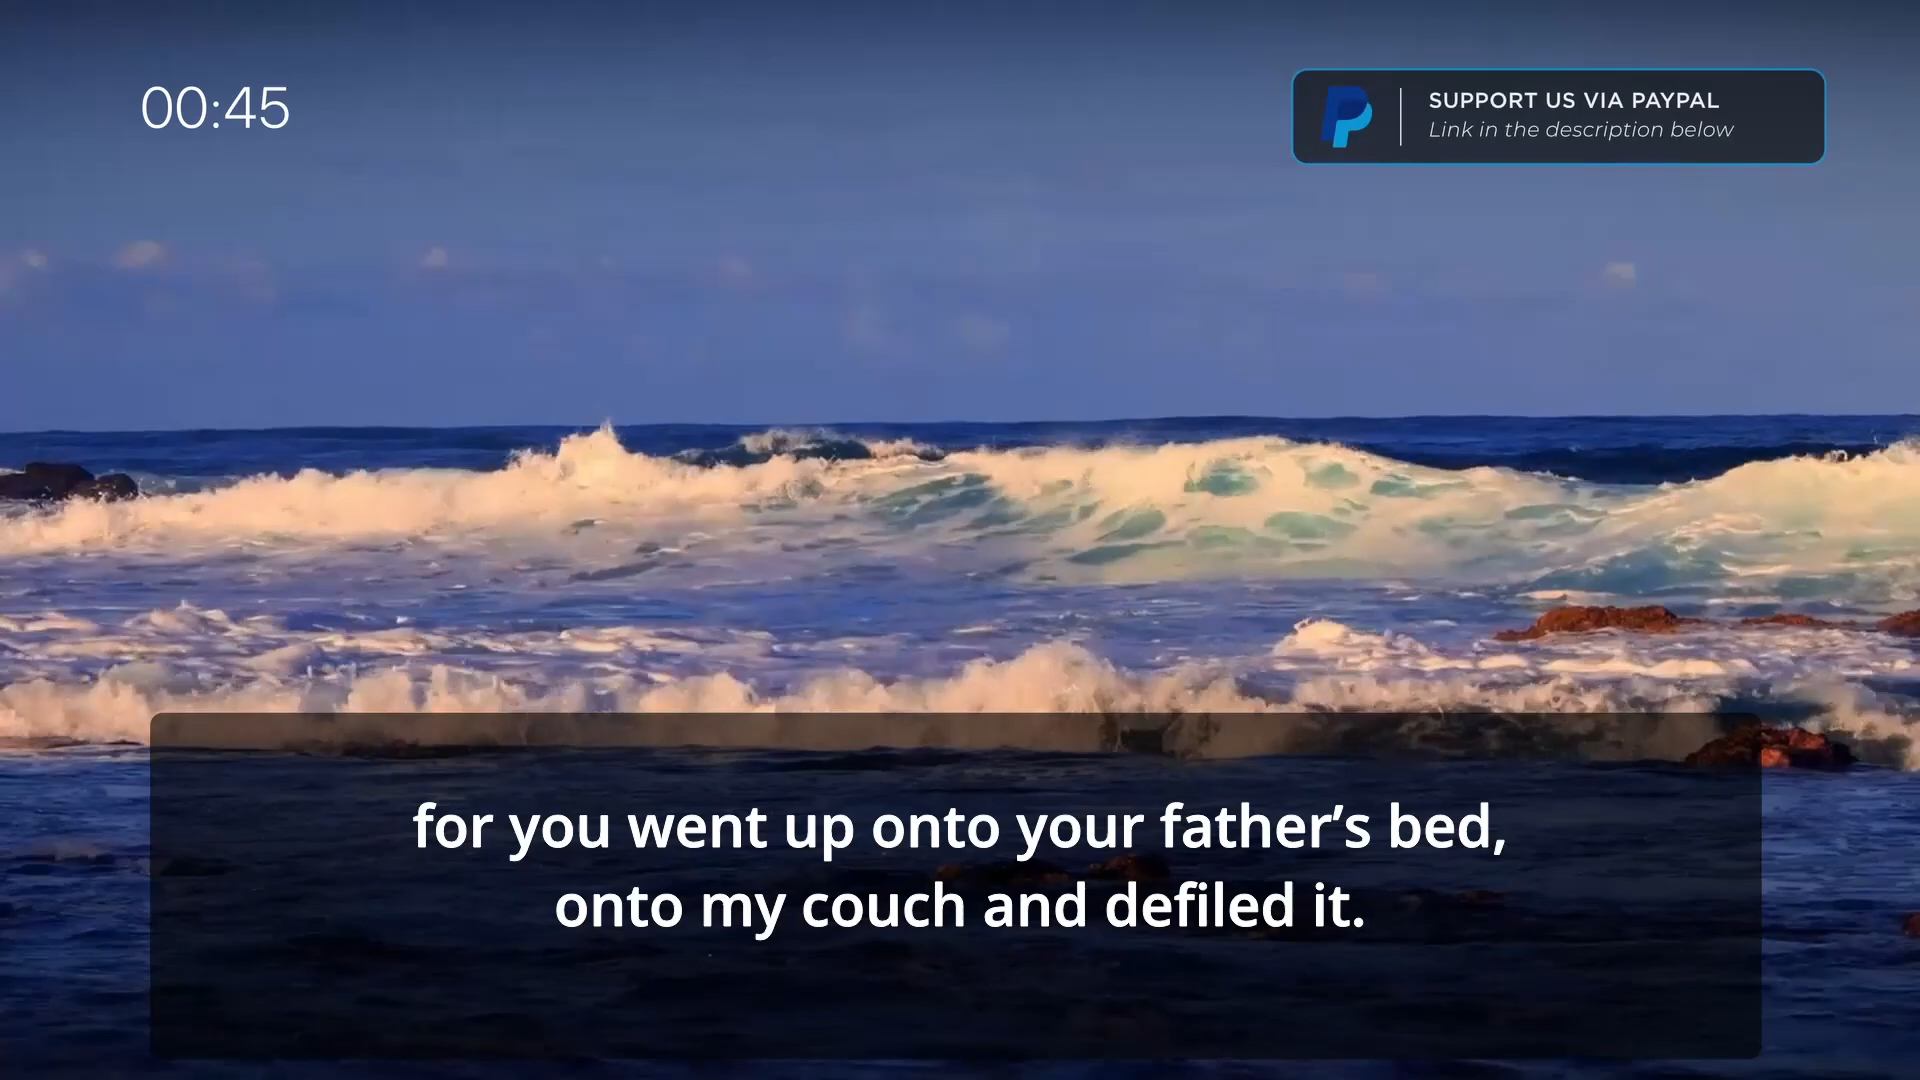 00:45
SUPPORT US VIA PAYPAL
Link in the description below
for you went up onto your father’s bed,
onto my couch and defiled it.